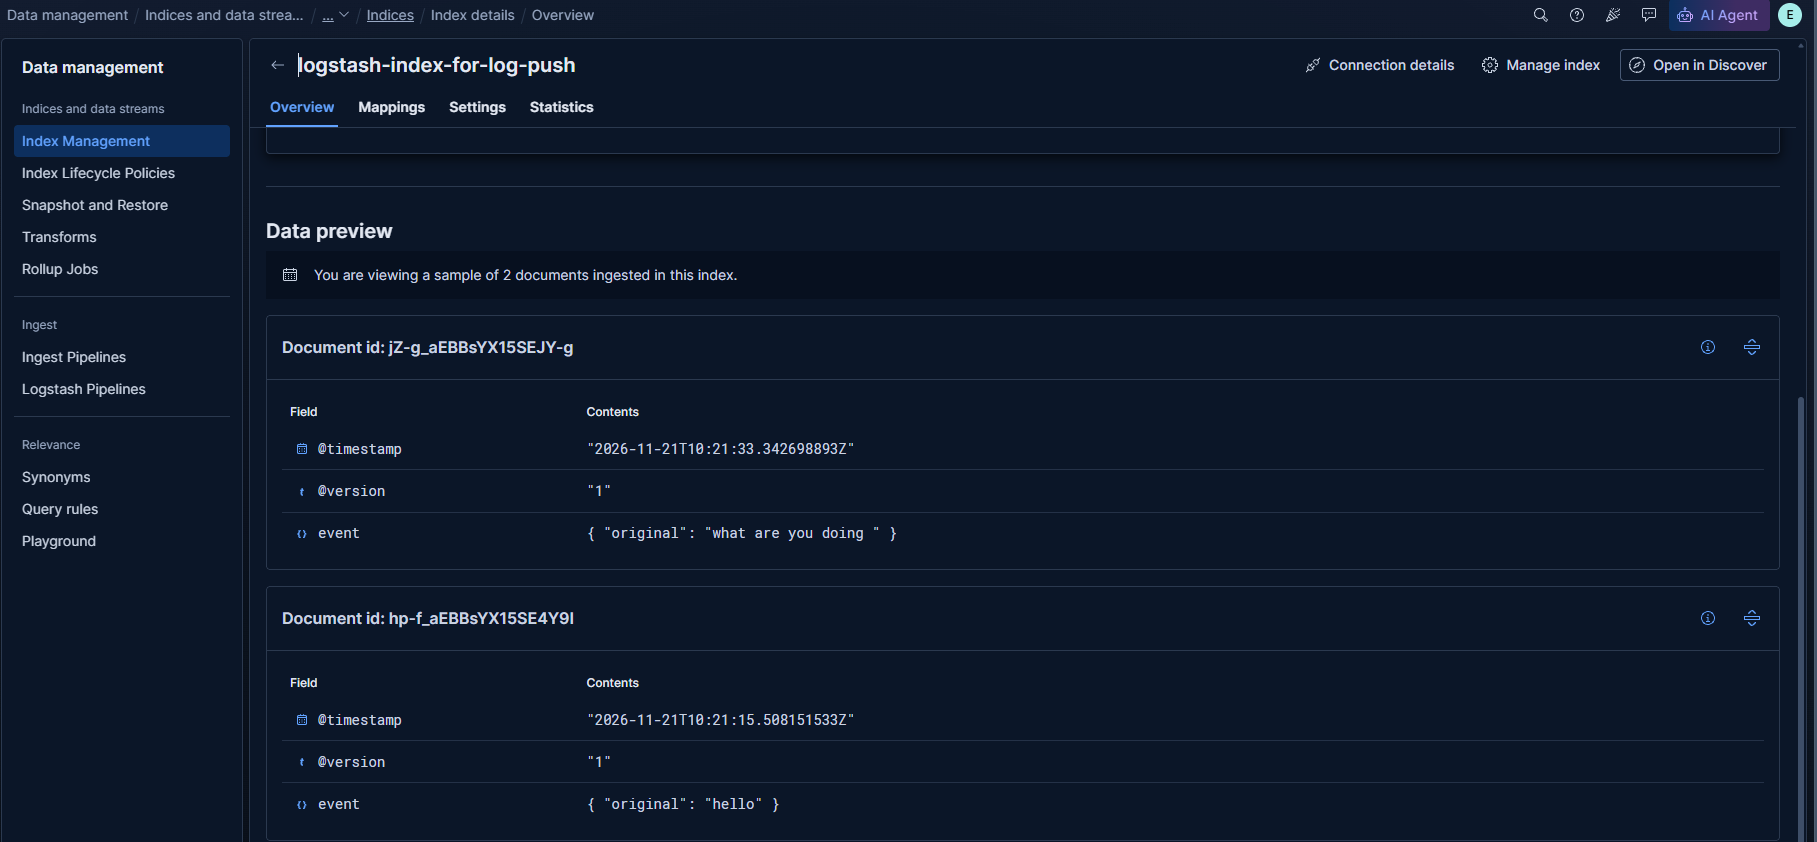 Data management / Indices and data strea... / ... / Indices / Index details / Overview
AI Agent
E
Data management
Indices and data streams
Index Management
Index Lifecycle Policies
Snapshot and Restore
Transforms
Rollup Jobs
Ingest
Ingest Pipelines
Logstash Pipelines
Relevance
Synonyms
Query rules
Playground
logstash-index-for-log-push
Connection details
Manage index
Open in Discover
Overview Mappings Settings Statistics
Data preview
You are viewing a sample of 2 documents ingested in this index.
Document id: jZ-g_aEBBsYX15SEJY-g
Field Contents
@timestamp "2026-11-21T10:21:33.342698893Z"
t @version "1"
{} event { "original": "what are you doing " }
Document id: hp-f_aEBBsYX15SE4Y9I
Field Contents
@timestamp "2026-11-21T10:21:15.508151533Z"
t @version "1"
{} event { "original": "hello" }